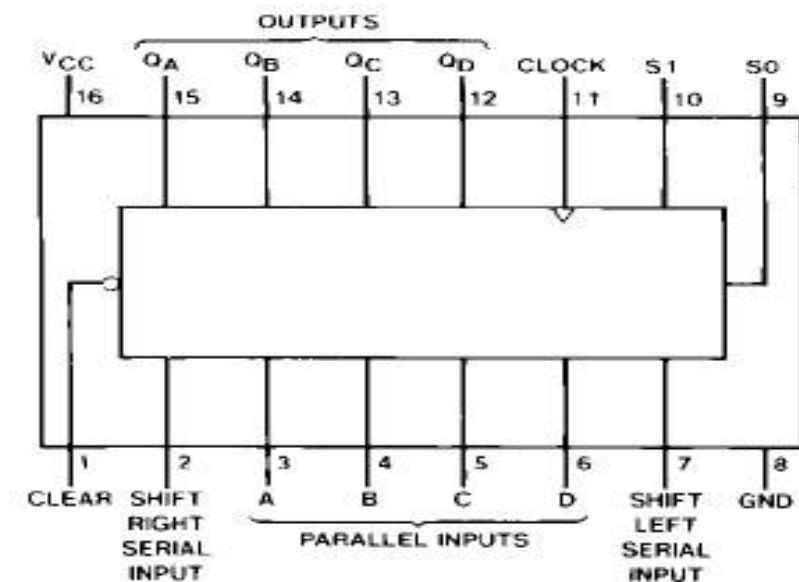 OUTPUTS
VCC QA QB QC QD CLOCK S1 S0
16 15 14 13 12 11 10 9
1 2 3 4 5 6 7 8
CLEAR SHIFT RIGHT SERIAL INPUT A B C D SHIFT LEFT SERIAL INPUT GND
PARALLEL INPUTS